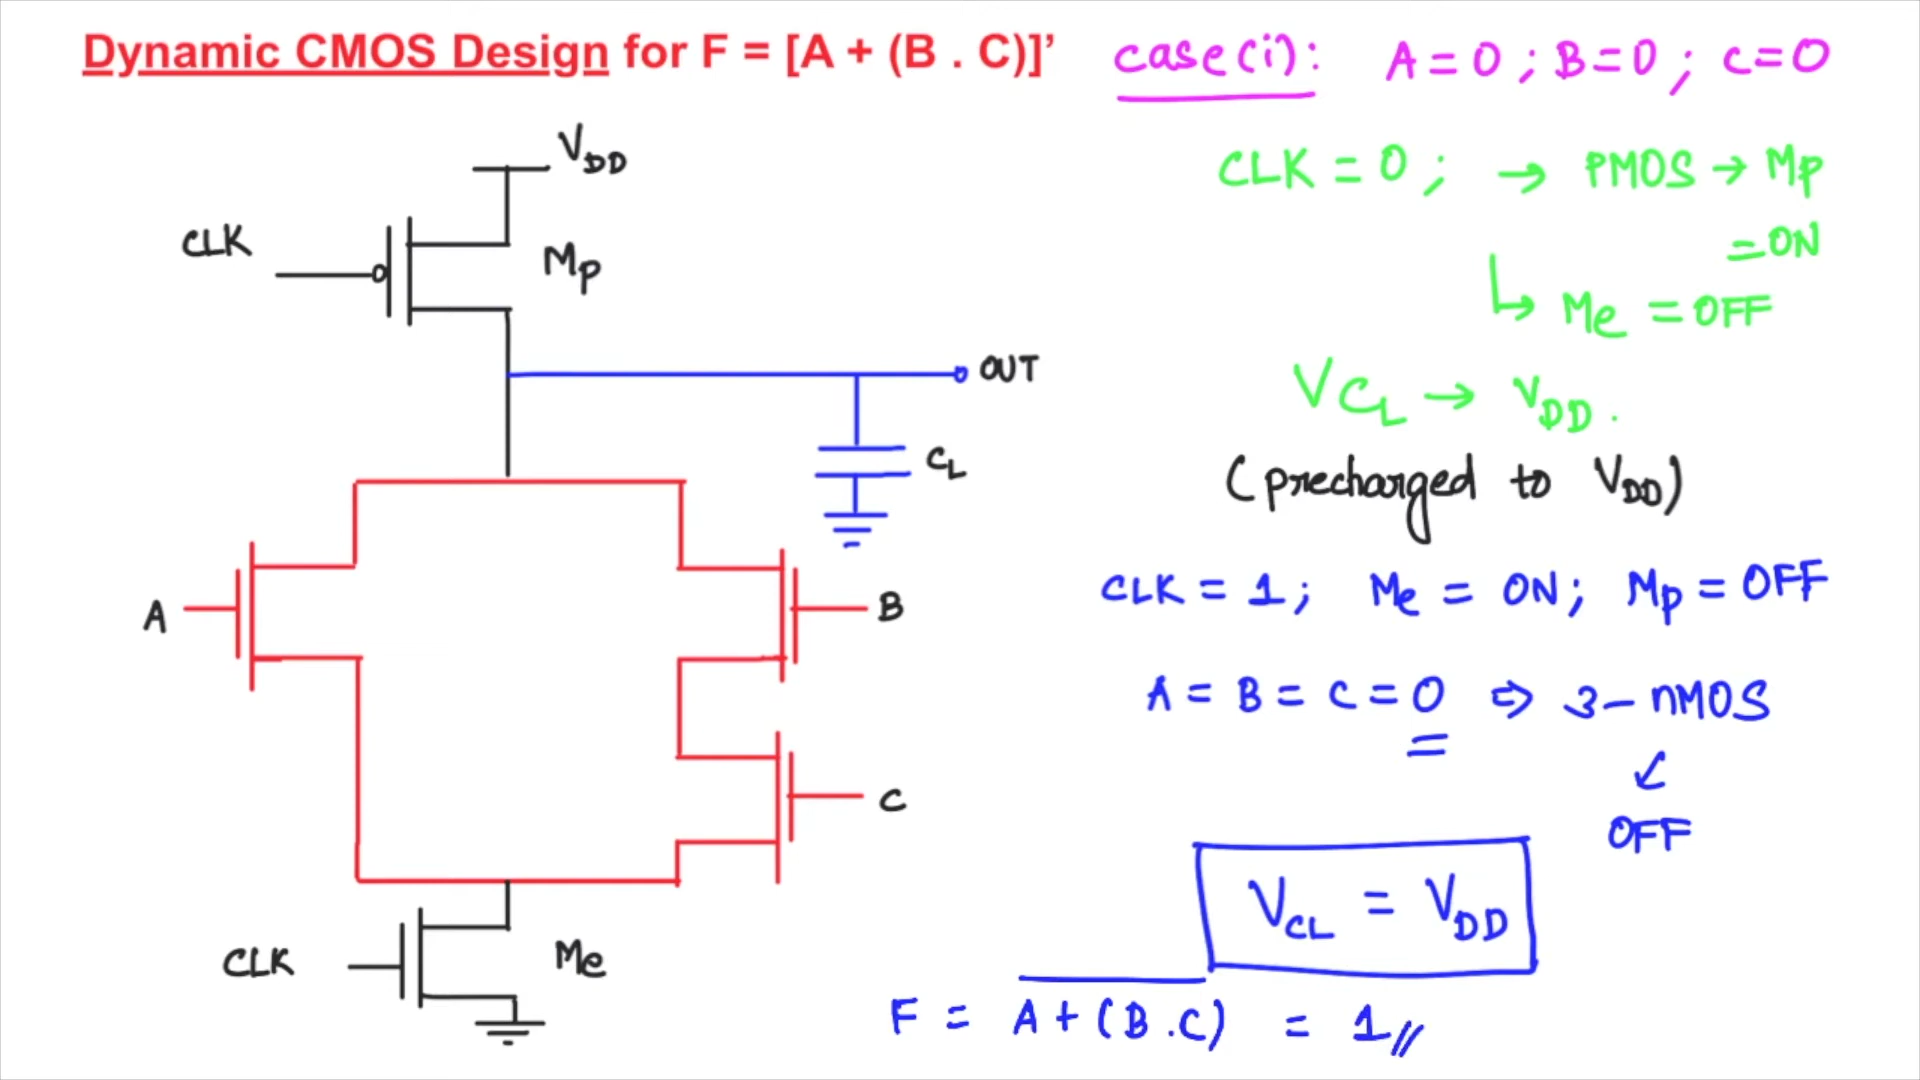 Dynamic CMOS Design for F = [A + (B . C)]’
case(i): A = 0 ; B = 0 ; C = 0
CLK = 0 ; → PMOS → Mp
= ON
↳ Me = OFF
VCL → VDD .
(precharged to VDD)
CLK = 1 ; Me = ON ; Mp = OFF
A = B = C = 0 ⇒ 3 - nMOS
↙
OFF
VCL = VDD
F = A + (B . C) = 1 //
VDD
CLK
Mp
OUT
CL
A
B
C
CLK
Me